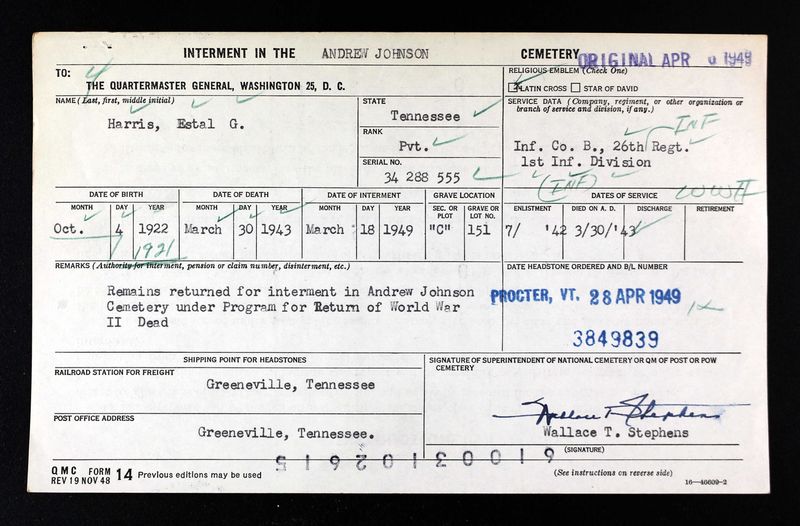 INTERMENT IN THE ANDREW JOHNSON CEMETERY
ORIGINAL APR 1949
TO: 4
THE QUARTERMASTER GENERAL, WASHINGTON 25, D. C.
RELIGIOUS EMBLEM (Check One)
LATIN CROSS STAR OF DAVID
NAME (Last, first, middle initial)
Harris, Estal G.
STATE
Tennessee
RANK
Pvt.
SERIAL NO.
34 288 555
SERVICE DATA (Company, regiment, or other organization or
branch of service and division, if any.)
INF
Inf. Co. B., 26th Regt.
1st Inf. Division
(INF)
WWII
DATE OF BIRTH DATE OF DEATH DATE OF INTERMENT GRAVE LOCATION DATES OF SERVICE
MONTH DAY YEAR MONTH DAY YEAR MONTH DAY YEAR SEC. OR PLOT GRAVE OR LOT NO. ENLISTMENT DIED ON A. D. DISCHARGE RETIREMENT
Oct. 4 1922 March 30 1943 March 18 1949 "C" 151 7/ '42 3/30/'43
1921
REMARKS (Authority for interment, pension or claim number, disinterment, etc.)
Remains returned for interment in Andrew Johnson
Cemetery under Program for Return of World War
II Dead
DATE HEADSTONE ORDERED AND B/L NUMBER
PROCTER, VT. 28 APR 1949
3849839
SHIPPING POINT FOR HEADSTONES
RAILROAD STATION FOR FREIGHT
Greeneville, Tennessee
POST OFFICE ADDRESS
Greeneville, Tennessee.
SIGNATURE OF SUPERINTENDENT OF NATIONAL CEMETERY OR QM OF POST OR POW
CEMETERY
Wallace T. Stephens
Wallace T. Stephens
(SIGNATURE)
QMC FORM 14 Previous editions may be used
REV 19 NOV 48
(See instructions on reverse side)
16—46609-2